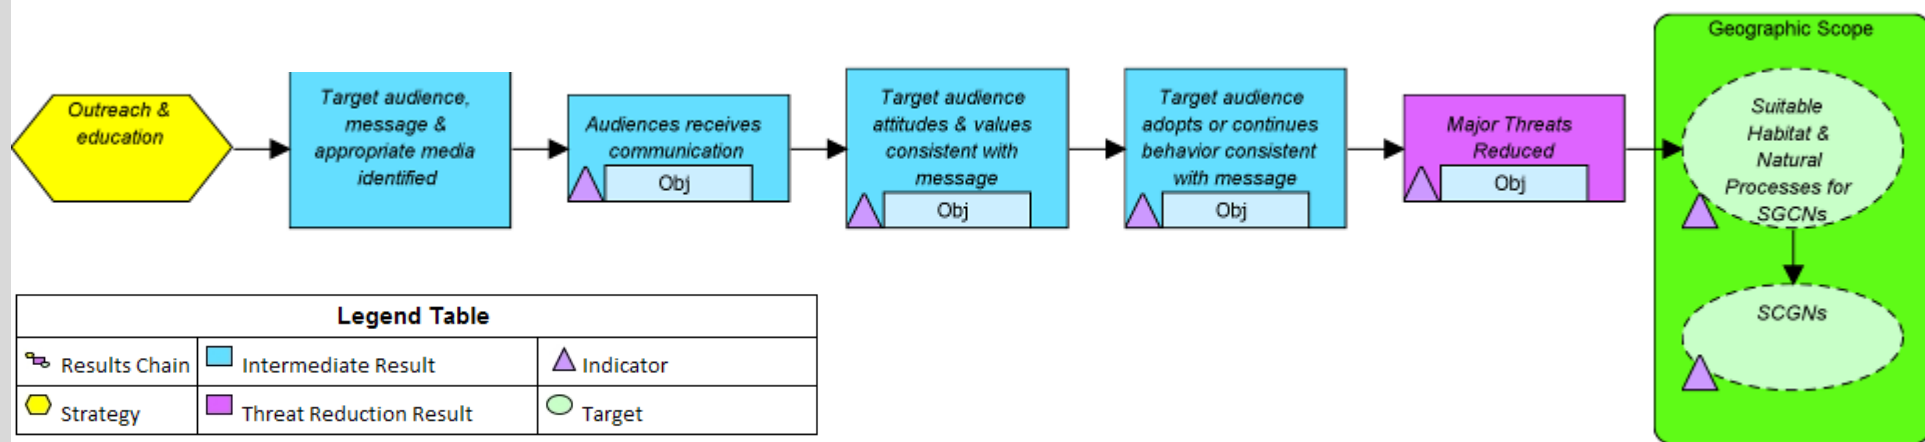 Geographic Scope
Outreach &
education
Target audience,
message &
appropriate media
identified
Audiences receives
communication
Obj
Target audience
attitudes & values
consistent with
message
Obj
Target audience
adopts or continues
behavior consistent
with message
Obj
Major Threats
Reduced
Obj
Suitable
Habitat &
Natural
Processes for
SGCNs
SCGNs
Legend Table
Results Chain
Intermediate Result
Indicator
Strategy
Threat Reduction Result
Target